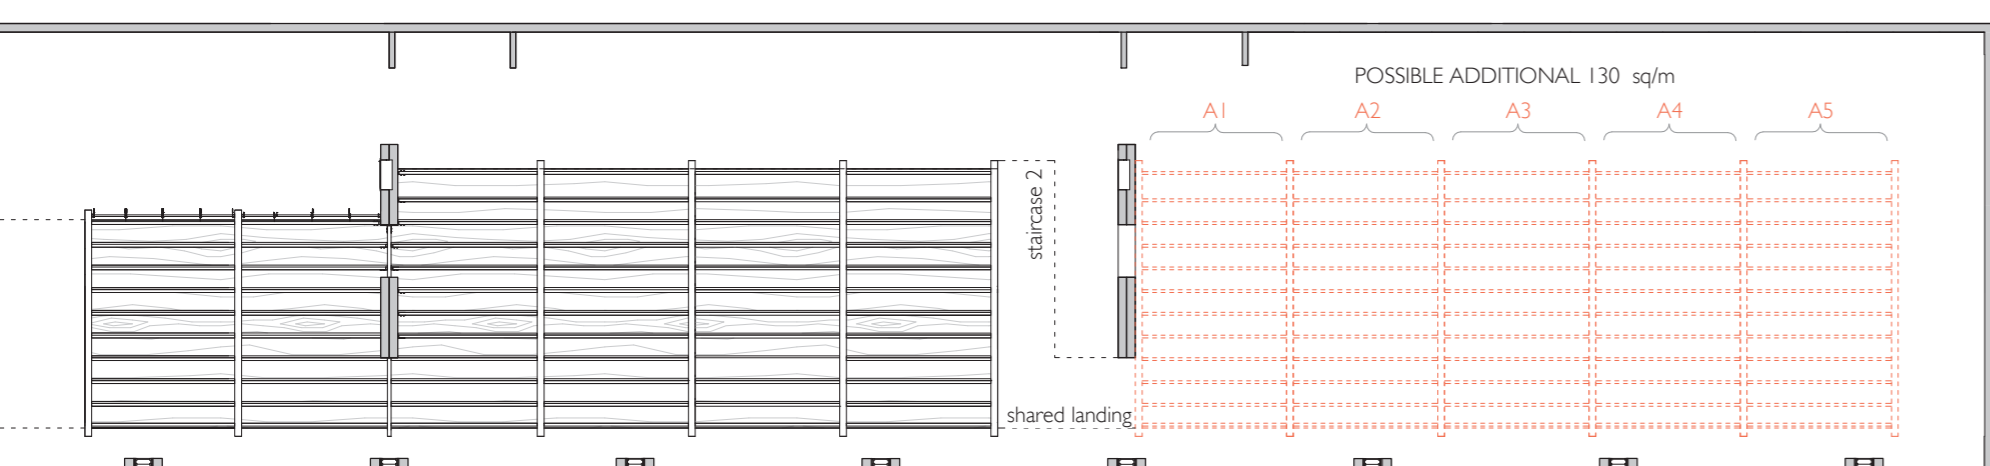 POSSIBLE ADDITIONAL 130 sq/m
A1 A2 A3 A4 A5
staircase 2
shared landing